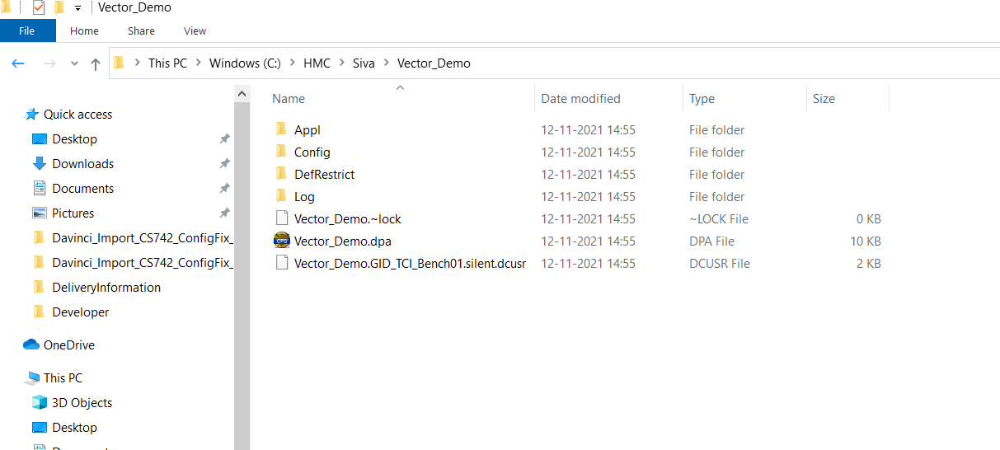 Vector_Demo
File Home Share View
This PC Windows (C:) HMC Siva Vector_Demo
Name Date modified Type Size
Quick access
Desktop
Downloads
Documents
Pictures
Davinci_Import_CS742_ConfigFix_
Davinci_Import_CS742_ConfigFix_
DeliveryInformation
Developer
OneDrive
This PC
3D Objects
Desktop
Appl 12-11-2021 14:55 File folder
Config 12-11-2021 14:55 File folder
DefRestrict 12-11-2021 14:55 File folder
Log 12-11-2021 14:55 File folder
Vector_Demo.~lock 12-11-2021 14:55 ~LOCK File 0 KB
Vector_Demo.dpa 12-11-2021 14:55 DPA File 10 KB
Vector_Demo.GID_TCI_Bench01.silent.dcusr 12-11-2021 14:55 DCUSR File 2 KB